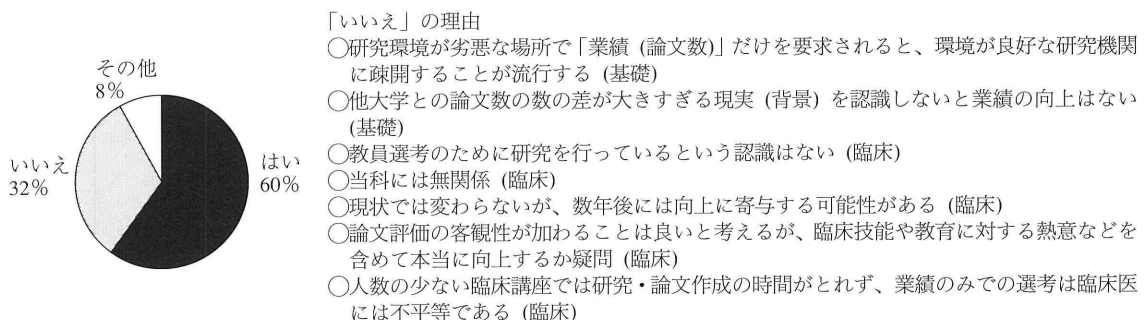 その他
8%
いいえ
32%
はい
60%
「いいえ」の理由
○研究環境が劣悪な場所で「業績 (論文数)」だけを要求されると、環境が良好な研究機関
に疎開することが流行する (基礎)
○他大学との論文数の数の差が大きすぎる現実 (背景) を認識しないと業績の向上はない
(基礎)
○教員選考のために研究を行っているという認識はない (臨床)
○当科には無関係 (臨床)
○現状では変わらないが、数年後には向上に寄与する可能性がある (臨床)
○論文評価の客観性が加わることは良いと考えるが、臨床技能や教育に対する熱意などを
含めて本当に向上するか疑問 (臨床)
○人数の少ない臨床講座では研究・論文作成の時間がとれず、業績のみでの選考は臨床医
には不平等である (臨床)